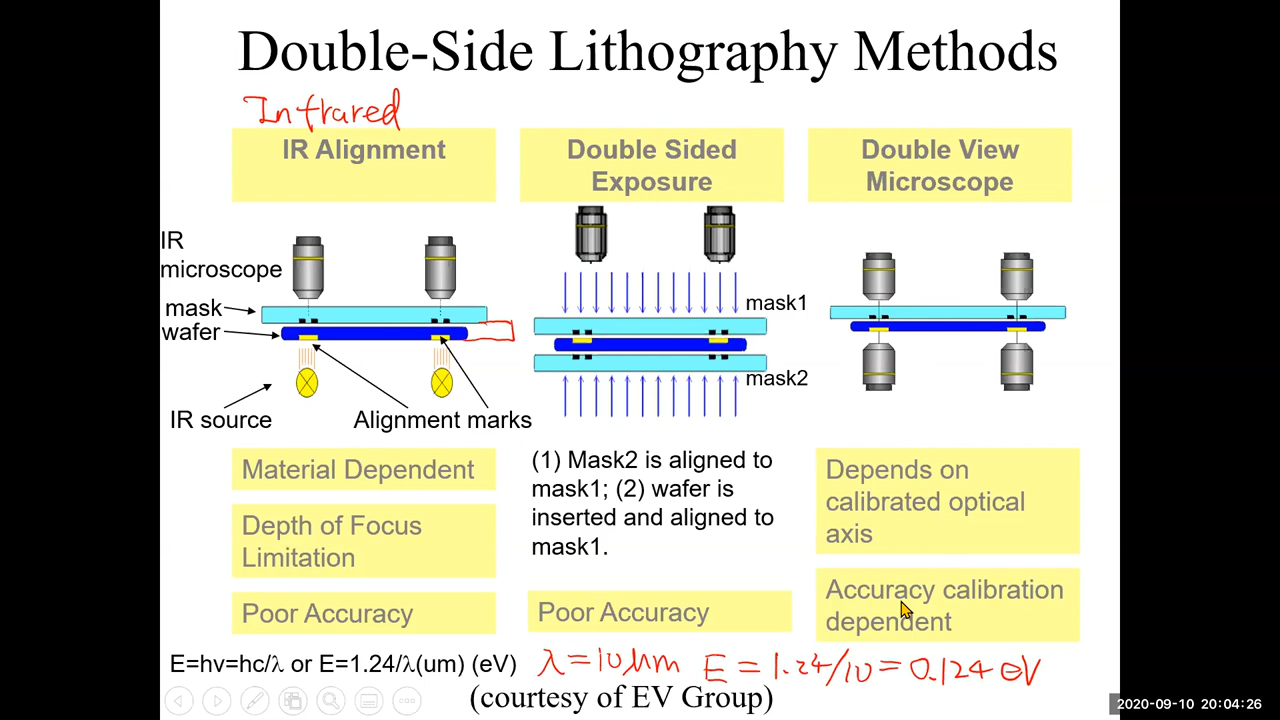 Double-Side Lithography Methods
Infrared
IR Alignment
Double Sided
Exposure
Double View
Microscope
IR
microscope
mask
wafer
IR source
Alignment marks
mask1
mask2
Material Dependent
Depth of Focus
Limitation
Poor Accuracy
(1) Mask2 is aligned to
mask1; (2) wafer is
inserted and aligned to
mask1.
Poor Accuracy
Depends on
calibrated optical
axis
Accuracy calibration
dependent
E=hv=hc/λ or E=1.24/λ(um) (eV)
λ=10μm E=1.24/10=0.124eV
(courtesy of EV Group)
2020-09-10 20:04:26